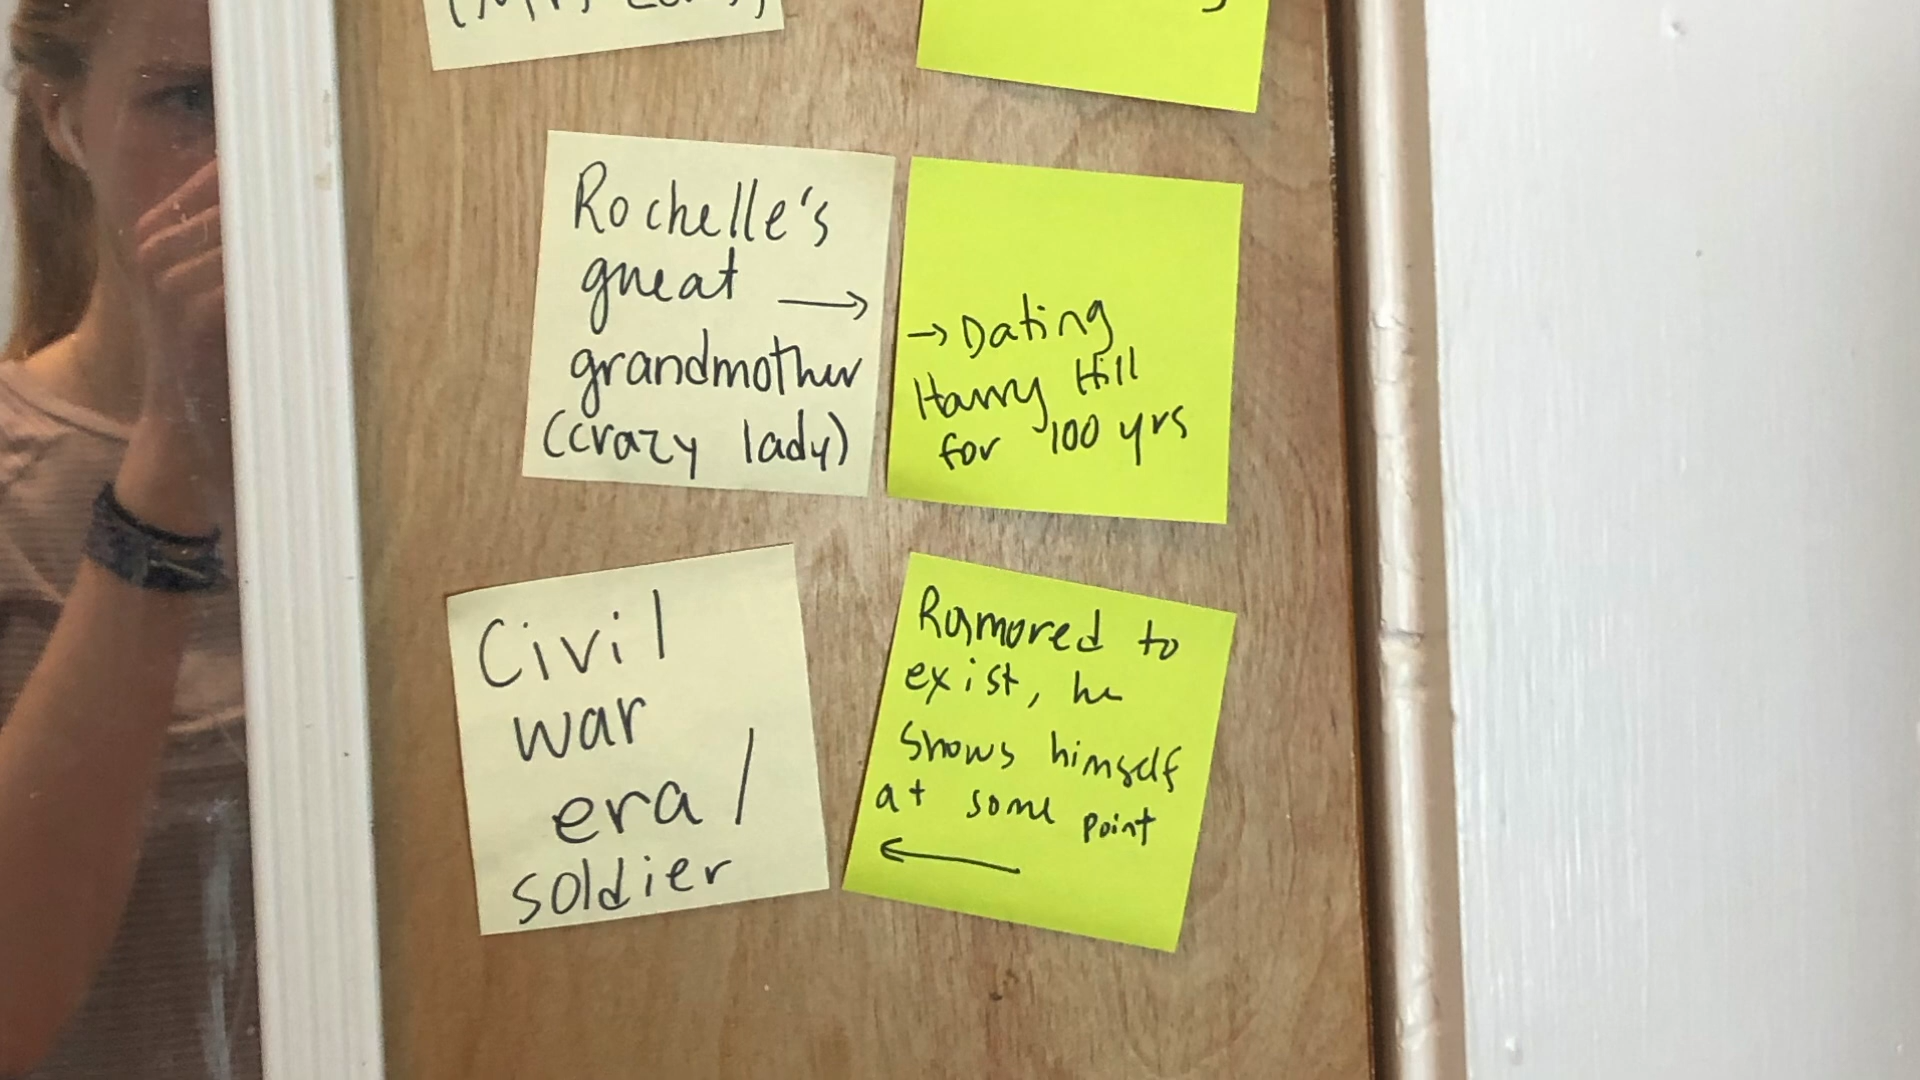 Rochelle's
great →
grandmother
(crazy lady)
→ Dating
Harry Hill
for 100 yrs
Civil
war
era /
soldier
Rumored to
exist, he
shows himself
at some point
←